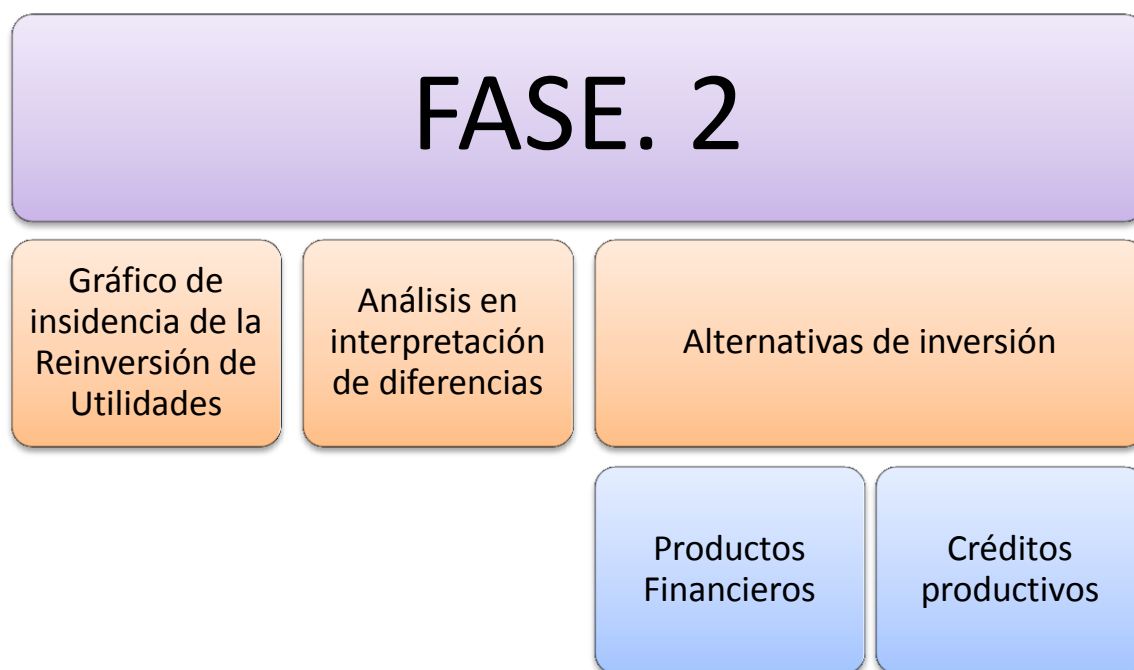 FASE. 2
Gráfico de
insidencia de la
Reinversión de
Utilidades
Análisis en
interpretación
de diferencias
Alternativas de inversión
Productos
Financieros
Créditos
productivos